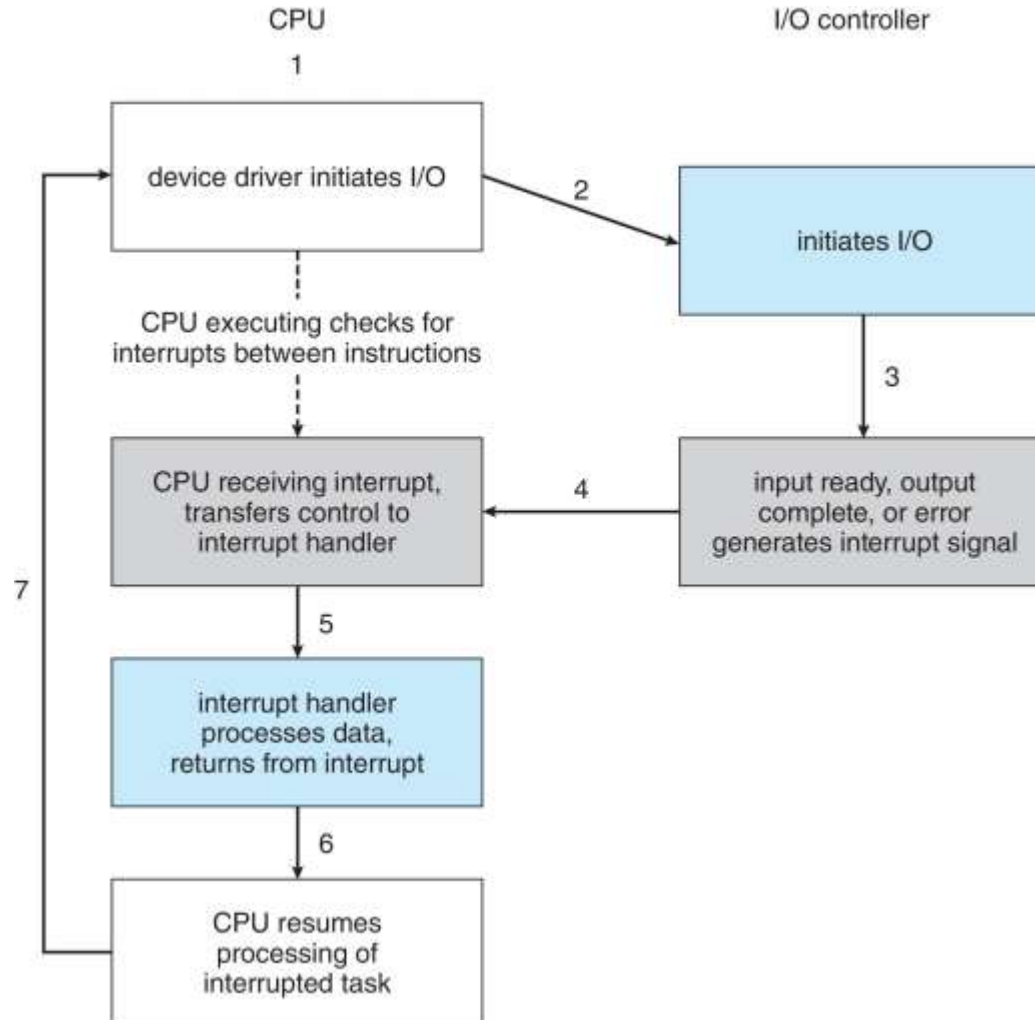 CPU
I/O controller
1
device driver initiates I/O
2
initiates I/O
CPU executing checks for
interrupts between instructions
3
CPU receiving interrupt,
transfers control to
interrupt handler
4
input ready, output
complete, or error
generates interrupt signal
7
5
interrupt handler
processes data,
returns from interrupt
6
CPU resumes
processing of
interrupted task